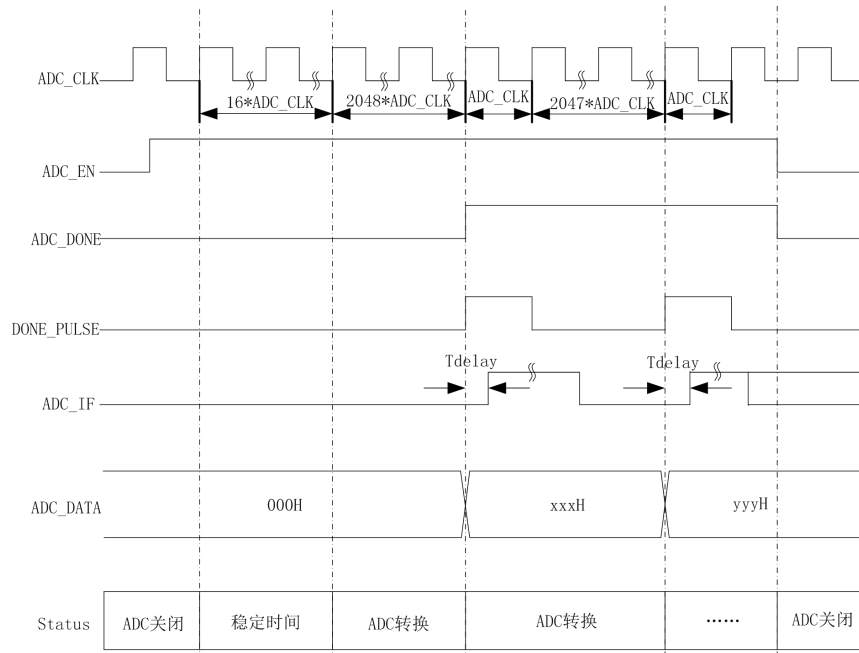 ADC_CLK
16*ADC_CLK
2048*ADC_CLK
ADC_CLK
2047*ADC_CLK
ADC_CLK
ADC_EN
ADC_DONE
DONE_PULSE
Tdelay
Tdelay
ADC_IF
ADC_DATA
000H
xxxH
yyyH
Status
ADC关闭
稳定时间
ADC转换
ADC转换
······
ADC关闭